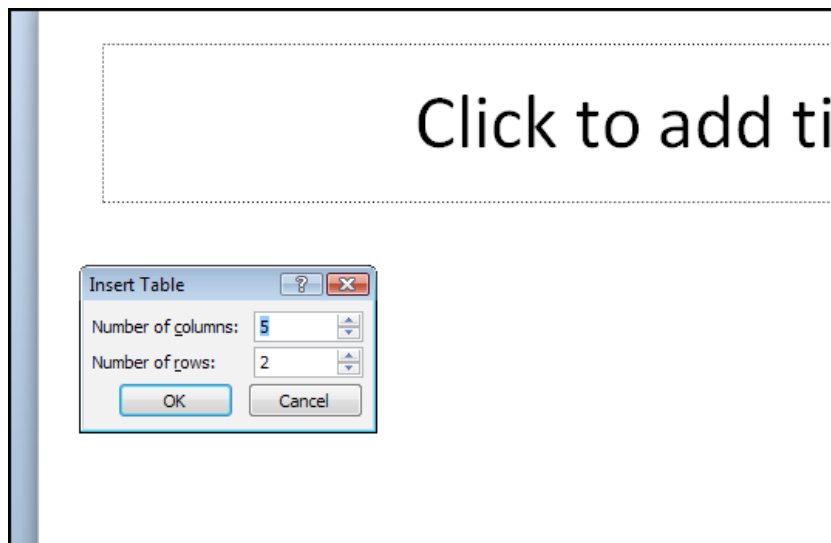 Click to add ti
Insert Table
Number of columns: 5
Number of rows: 2
OK Cancel